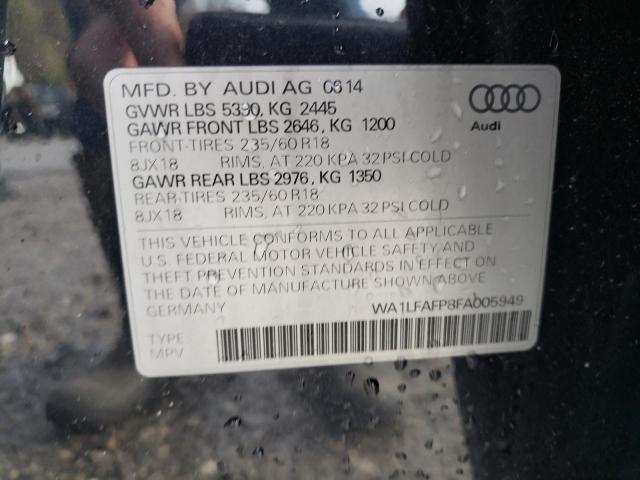 MFD. BY AUDI AG 0614
Audi
GVWR LBS 5390, KG 2445
GAWR FRONT LBS 2646, KG 1200
FRONT-TIRES 235/60 R18
8JX18 RIMS, AT 220 KPA 32 PSI COLD
GAWR REAR LBS 2976, KG 1350
REAR-TIRES 235/60 R18
8JX18 RIMS, AT 220 KPA 32 PSI COLD
THIS VEHICLE CONFORMS TO ALL APPLICABLE
U.S. FEDERAL MOTOR VEHICLE SAFETY AND
THEFT PREVENTION STANDARDS IN EFFECT ON
THE DATE OF MANUFACTURE SHOWN ABOVE
GERMANY WA1LFAFP8FA005949
TYPE
MPV